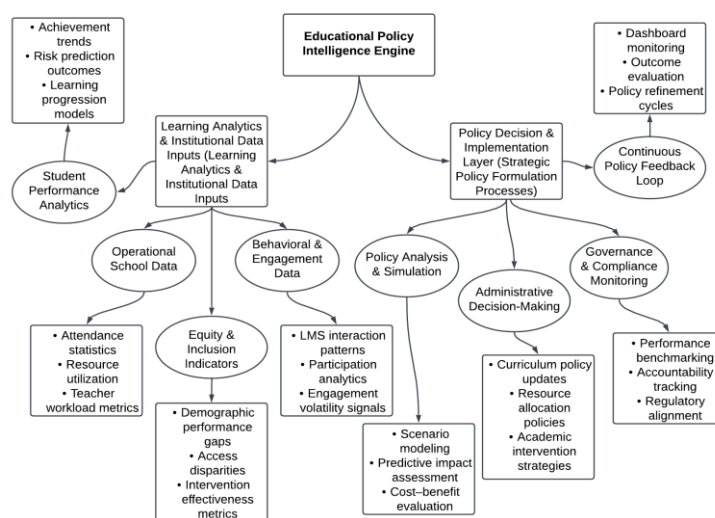 Educational Policy
Intelligence Engine
• Achievement
trends
• Risk prediction
outcomes
• Learning
progression
models
• Dashboard
monitoring
• Outcome
evaluation
• Policy refinement
cycles
Learning Analytics
& Institutional Data
Inputs (Learning
Analytics &
Institutional Data
Inputs
Policy Decision &
Implementation
Layer (Strategic
Policy Formulation
Processes)
Student
Performance
Analytics
Continuous
Policy Feedback
Loop
Operational
School Data
Behavioral &
Engagement
Data
Policy Analysis
& Simulation
Governance
& Compliance
Monitoring
Equity &
Inclusion
Indicators
Administrative
Decision-Making
• Attendance
statistics
• Resource
utilization
• Teacher
workload metrics
• LMS interaction
patterns
• Participation
analytics
• Engagement
volatility signals
• Performance
benchmarking
• Accountability
tracking
• Regulatory
alignment
• Curriculum policy
updates
• Resource
allocation
policies
• Academic
intervention
strategies
• Demographic
performance
gaps
• Access
disparities
• Intervention
effectiveness
metrics
• Scenario
modeling
• Predictive impact
assessment
• Cost–benefit
evaluation